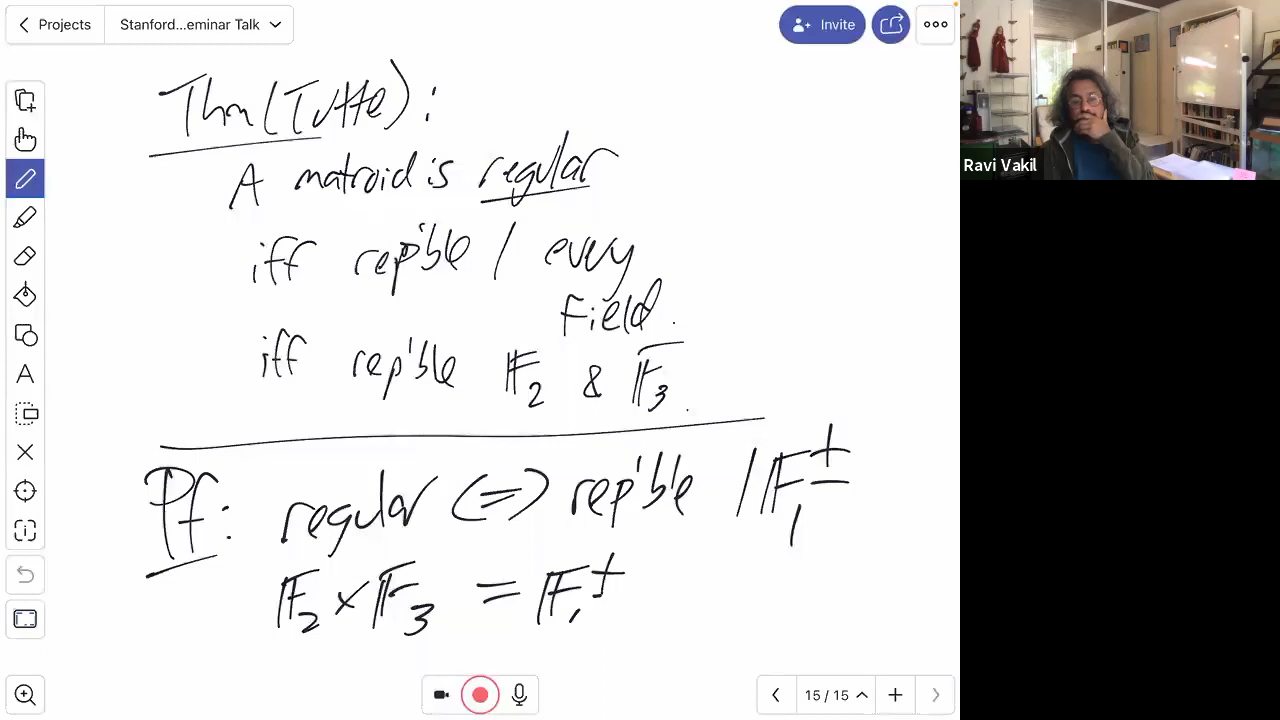 Projects
Stanford...eminar Talk
Invite
Thm (Tutte):
A matroid is regular
iff rep'ble / every
field.
iff rep'ble 𝔽₂ & 𝔽₃.
Pf: regular (=) rep'ble / 𝔽₁±
𝔽₂ × 𝔽₃ = 𝔽₁±
15 / 15
Ravi Vakil